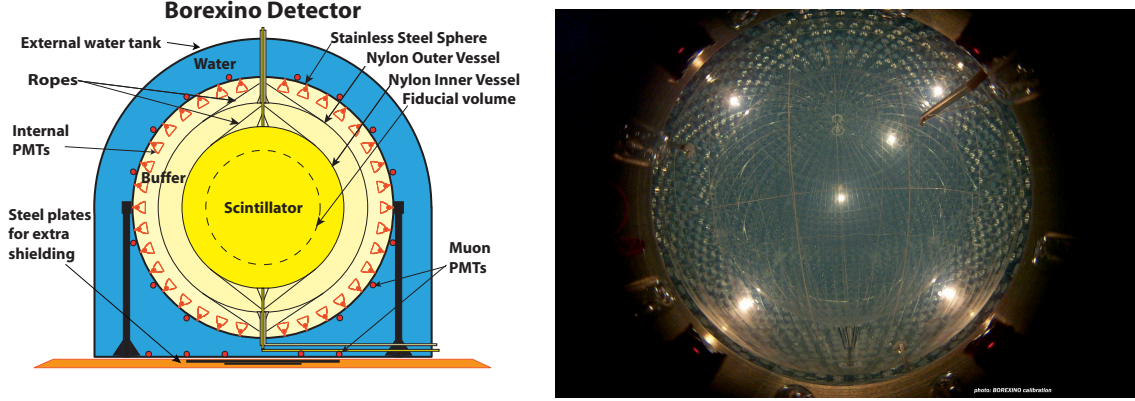 Borexino Detector
External water tank
Stainless Steel Sphere
Nylon Outer Vessel
Water
Ropes
Nylon Inner Vessel
Fiducial volume
Internal
PMTs
Buffer
Scintillator
Steel plates
for extra
shielding
Muon
PMTs
photo: BOREXINO calibration